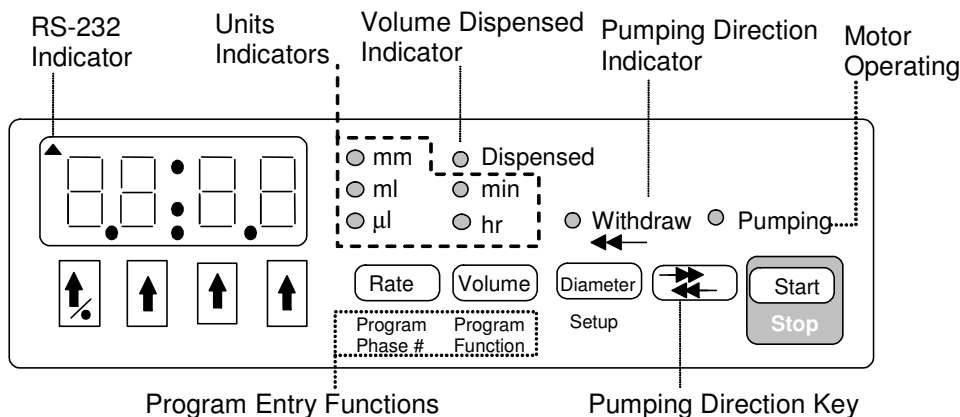 RS-232
Indicator
Units
Indicators
Volume Dispensed
Indicator
Pumping Direction
Indicator
Motor
Operating
mm
Dispensed
ml
min
µl
hr
Withdraw
Pumping
Rate
Volume
Diameter
Start
Stop
Program
Phase #
Program
Function
Setup
Program Entry Functions
Pumping Direction Key